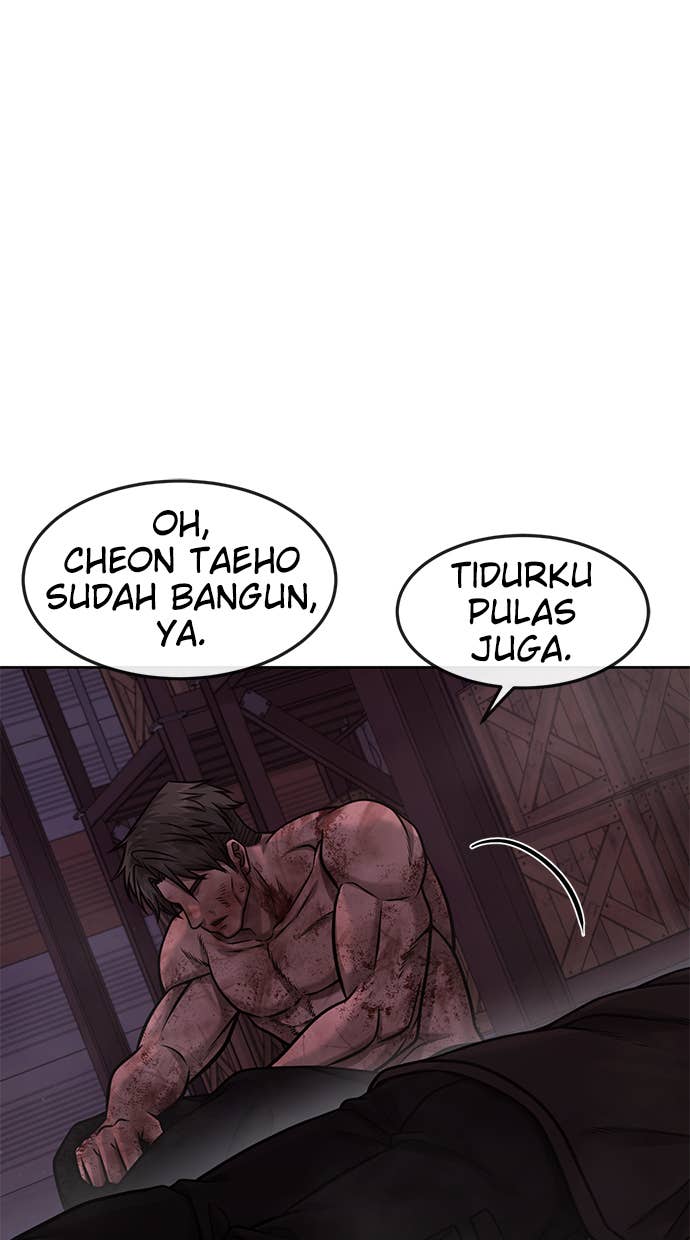 OH,
CHEON TAEHO
SUDAH BANGUN,
YA.
TIDURKU
PULAS
JUGA.